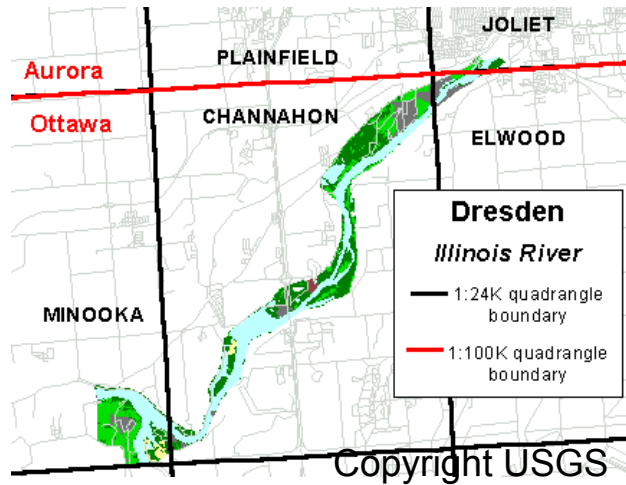 JOLIET
PLAINFIELD
Aurora
Ottawa
CHANNAHON
ELWOOD
Dresden
Illinois River
1:24K quadrangle
boundary
1:100K quadrangle
boundary
MINOOKA
Copyright USGS